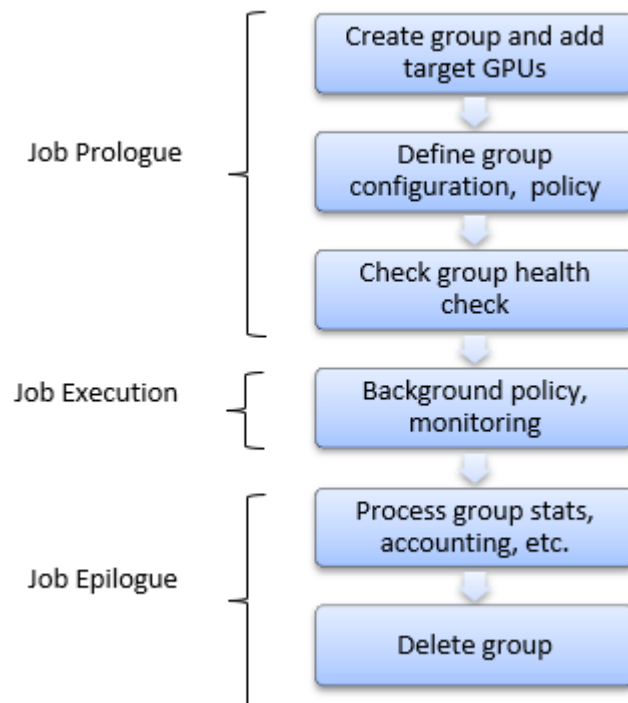 Create group and add
target GPUs
Job Prologue
Define group
configuration,  policy
Check group health
check
Job Execution
Background policy,
monitoring
Process group stats,
accounting, etc.
Job Epilogue
Delete group